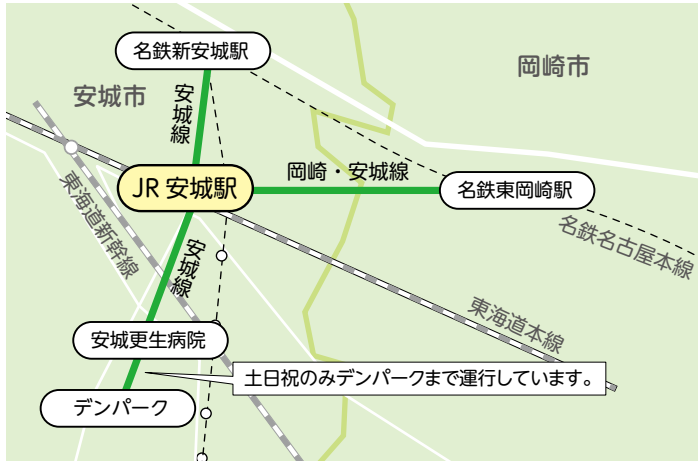 名鉄新安城駅
岡崎市
安城市
安城線
岡崎・安城線
JR 安城駅
名鉄東岡崎駅
東海道新幹線
名鉄名古屋本線
安城線
東海道本線
安城更生病院
土日祝のみデンパークまで運行しています。
デンパーク